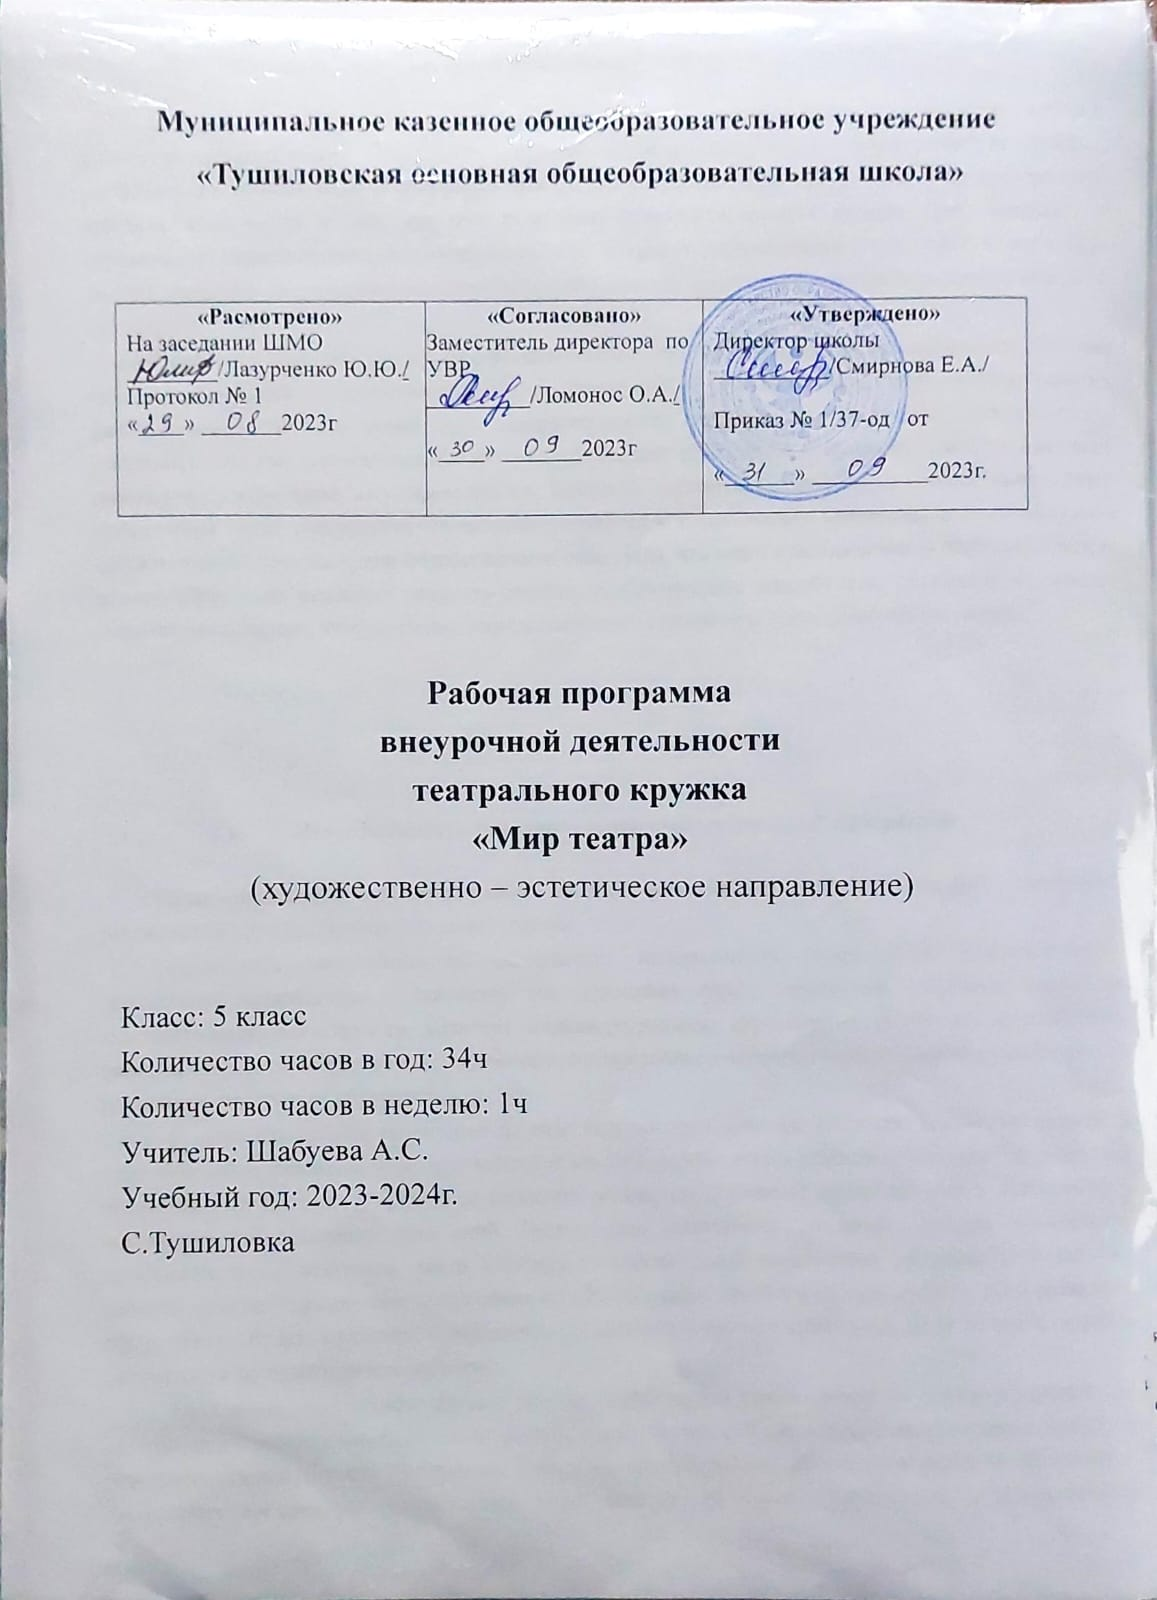 Муниципальное казенное общеобразовательное учреждение
«Тушиловская основная общеобразовательная школа»
«Расмотрено»
На заседании ШМО
/Лазурченко Ю.Ю./
Протокол № 1
«29» 08 2023г
«Согласовано»
Заместитель директора по
УВР
/Ломонос О.А./
«30» 09 2023г
«Утверждено»
Директор школы
/Смирнова Е.А./
Приказ № 1/37-од от
«31» 09 2023г.
Рабочая программа
внеурочной деятельности
театрального кружка
«Мир театра»
(художественно – эстетическое направление)
Класс: 5 класс
Количество часов в год: 34ч
Количество часов в неделю: 1ч
Учитель: Шабуева А.С.
Учебный год: 2023-2024г.
С.Тушиловка